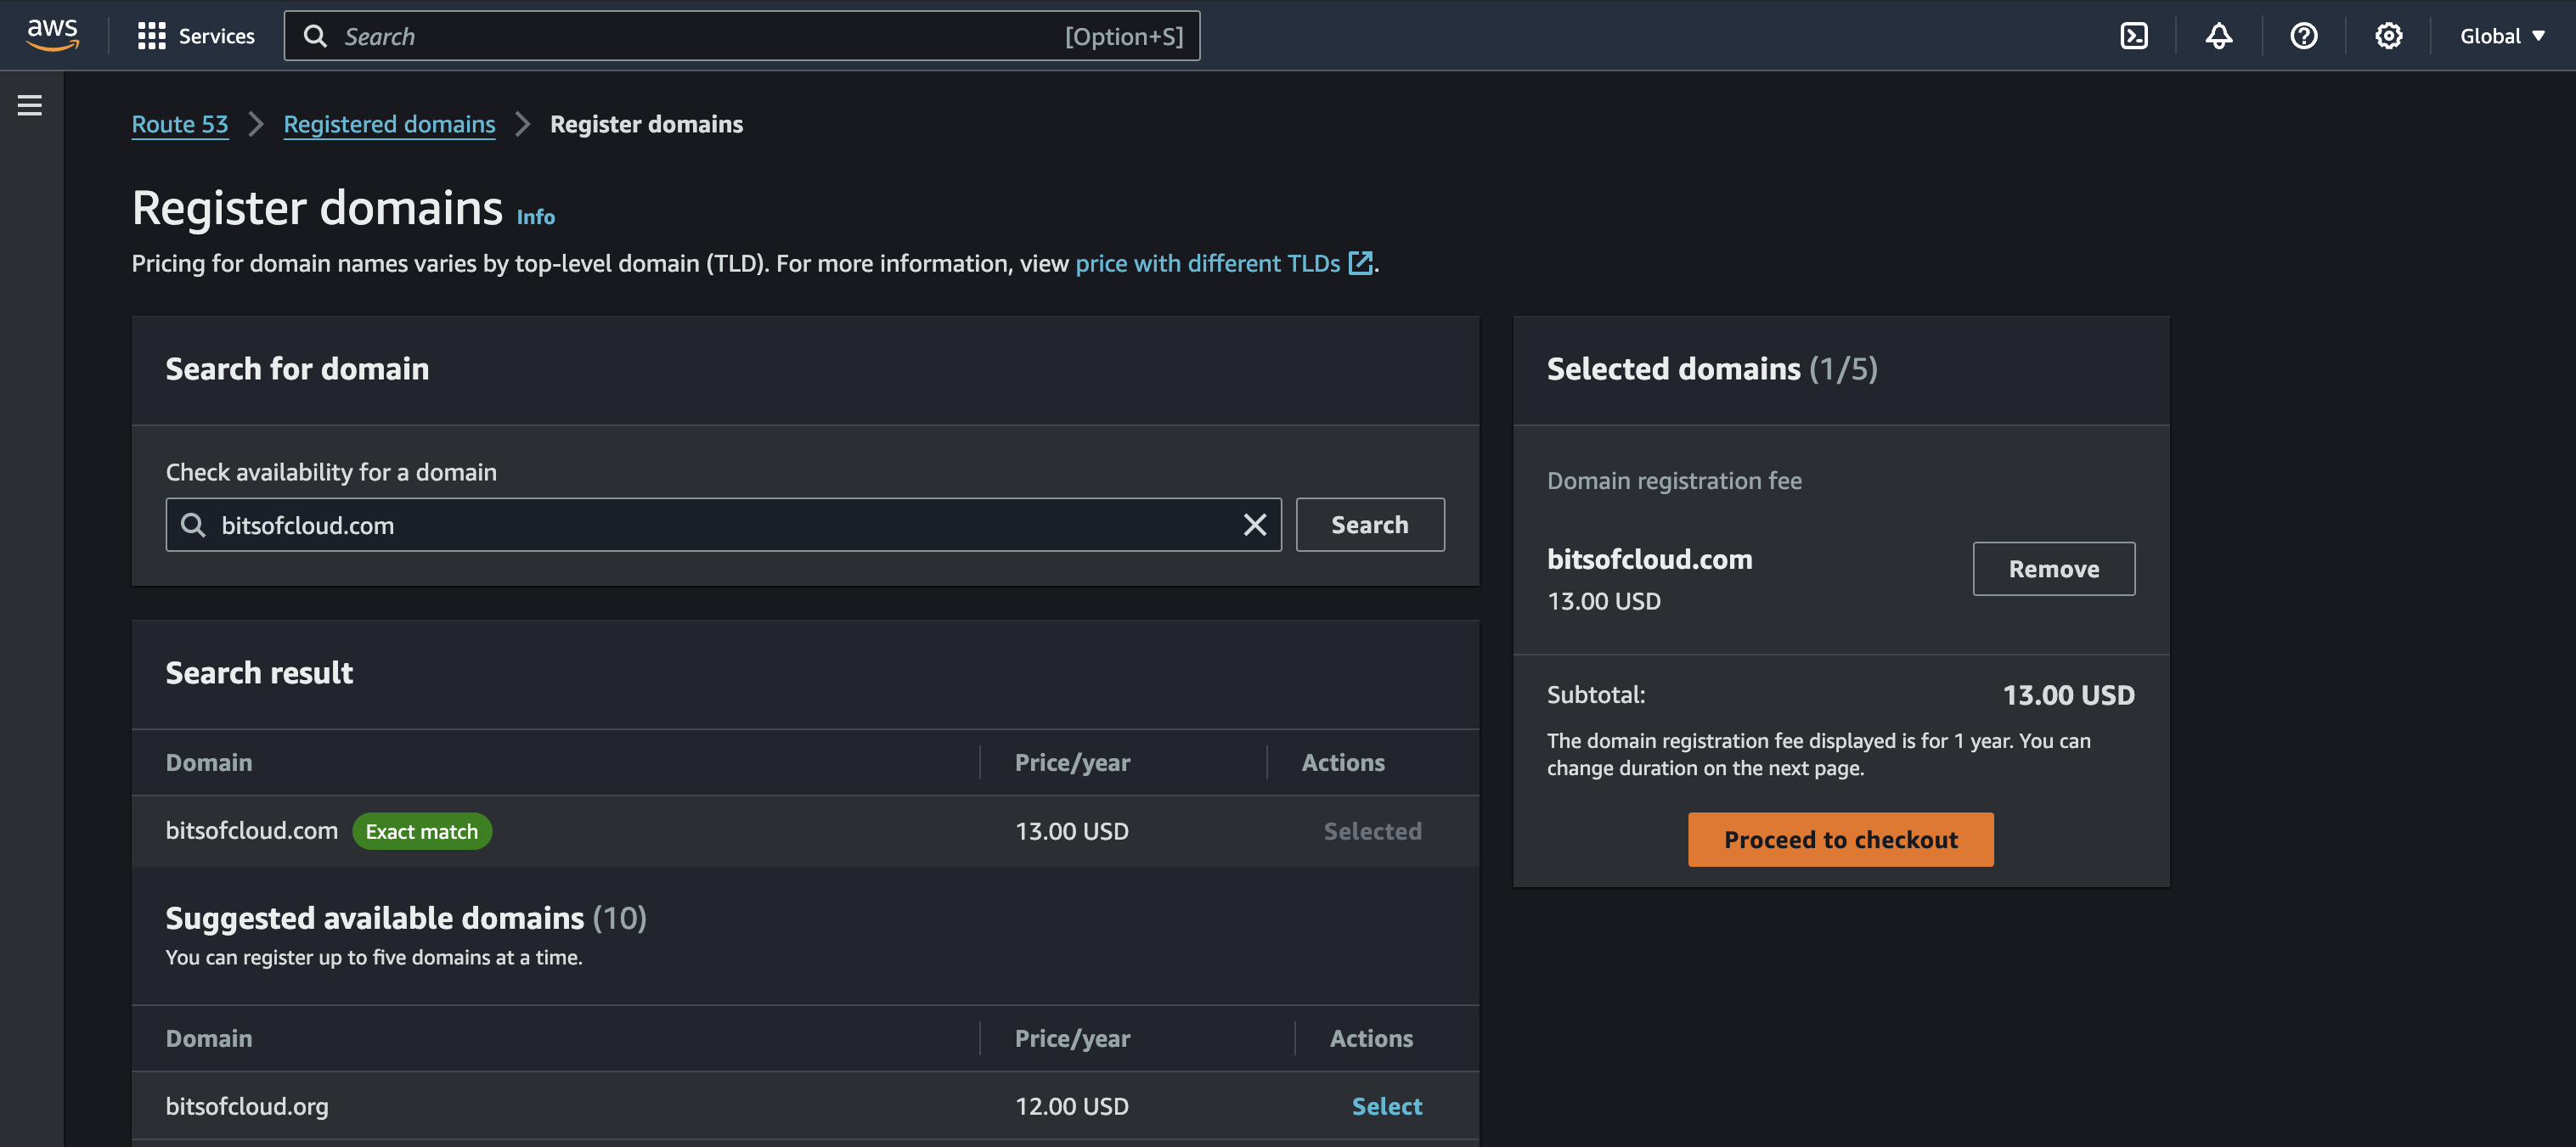 aws
Services
Search
[Option+S]
Global
Route 53
Registered domains
Register domains
Register domains Info
Pricing for domain names varies by top-level domain (TLD). For more information, view price with different TLDs.
Search for domain
Check availability for a domain
bitsofcloud.com
Search
Search result
Domain Price/year Actions
bitsofcloud.com Exact match 13.00 USD Selected
Suggested available domains (10)
You can register up to five domains at a time.
Domain Price/year Actions
bitsofcloud.org 12.00 USD Select
Selected domains (1/5)
Domain registration fee
bitsofcloud.com
13.00 USD
Remove
Subtotal: 13.00 USD
The domain registration fee displayed is for 1 year. You can
change duration on the next page.
Proceed to checkout